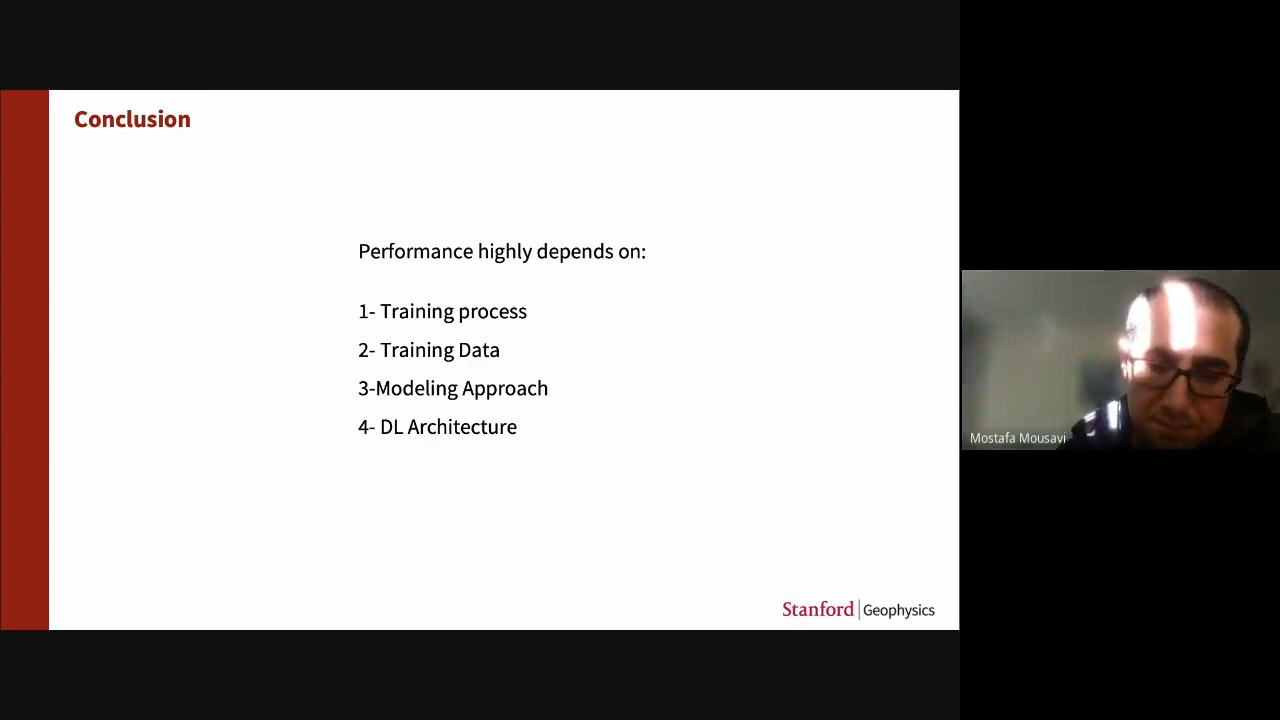 Conclusion
Performance highly depends on:
1- Training process
2- Training Data
3-Modeling Approach
4- DL Architecture
Stanford | Geophysics
Mostafa Mousavi